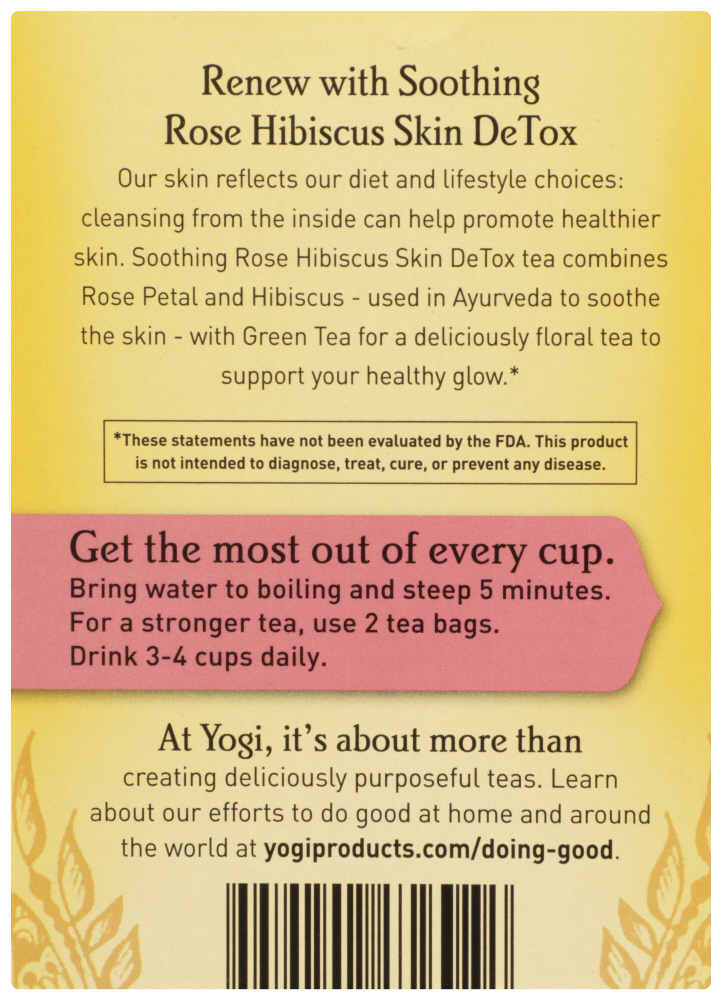 Renew with Soothing
Rose Hibiscus Skin DeTox
Our skin reflects our diet and lifestyle choices:
cleansing from the inside can help promote healthier
skin. Soothing Rose Hibiscus Skin DeTox tea combines
Rose Petal and Hibiscus - used in Ayurveda to soothe
the skin - with Green Tea for a deliciously floral tea to
support your healthy glow.*
*These statements have not been evaluated by the FDA. This product
is not intended to diagnose, treat, cure, or prevent any disease.
Get the most out of every cup.
Bring water to boiling and steep 5 minutes.
For a stronger tea, use 2 tea bags.
Drink 3-4 cups daily.
At Yogi, it's about more than
creating deliciously purposeful teas. Learn
about our efforts to do good at home and around
the world at yogiproducts.com/doing-good.